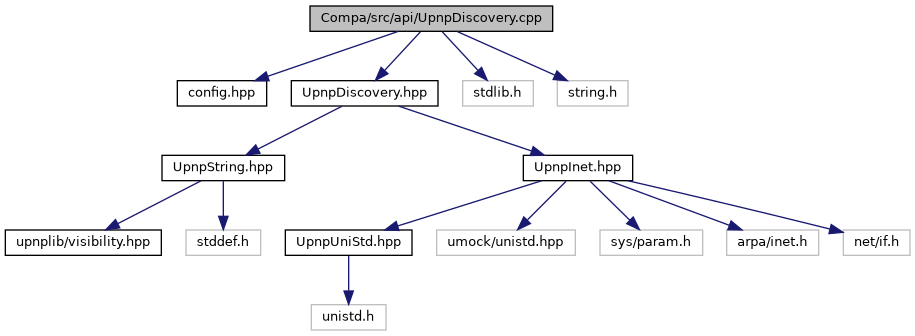 Compa/src/api/UpnpDiscovery.cpp
config.hpp
UpnpDiscovery.hpp
stdlib.h
string.h
UpnpString.hpp
UpnpInet.hpp
upnplib/visibility.hpp
stddef.h
UpnpUniStd.hpp
umock/unistd.hpp
sys/param.h
arpa/inet.h
net/if.h
unistd.h